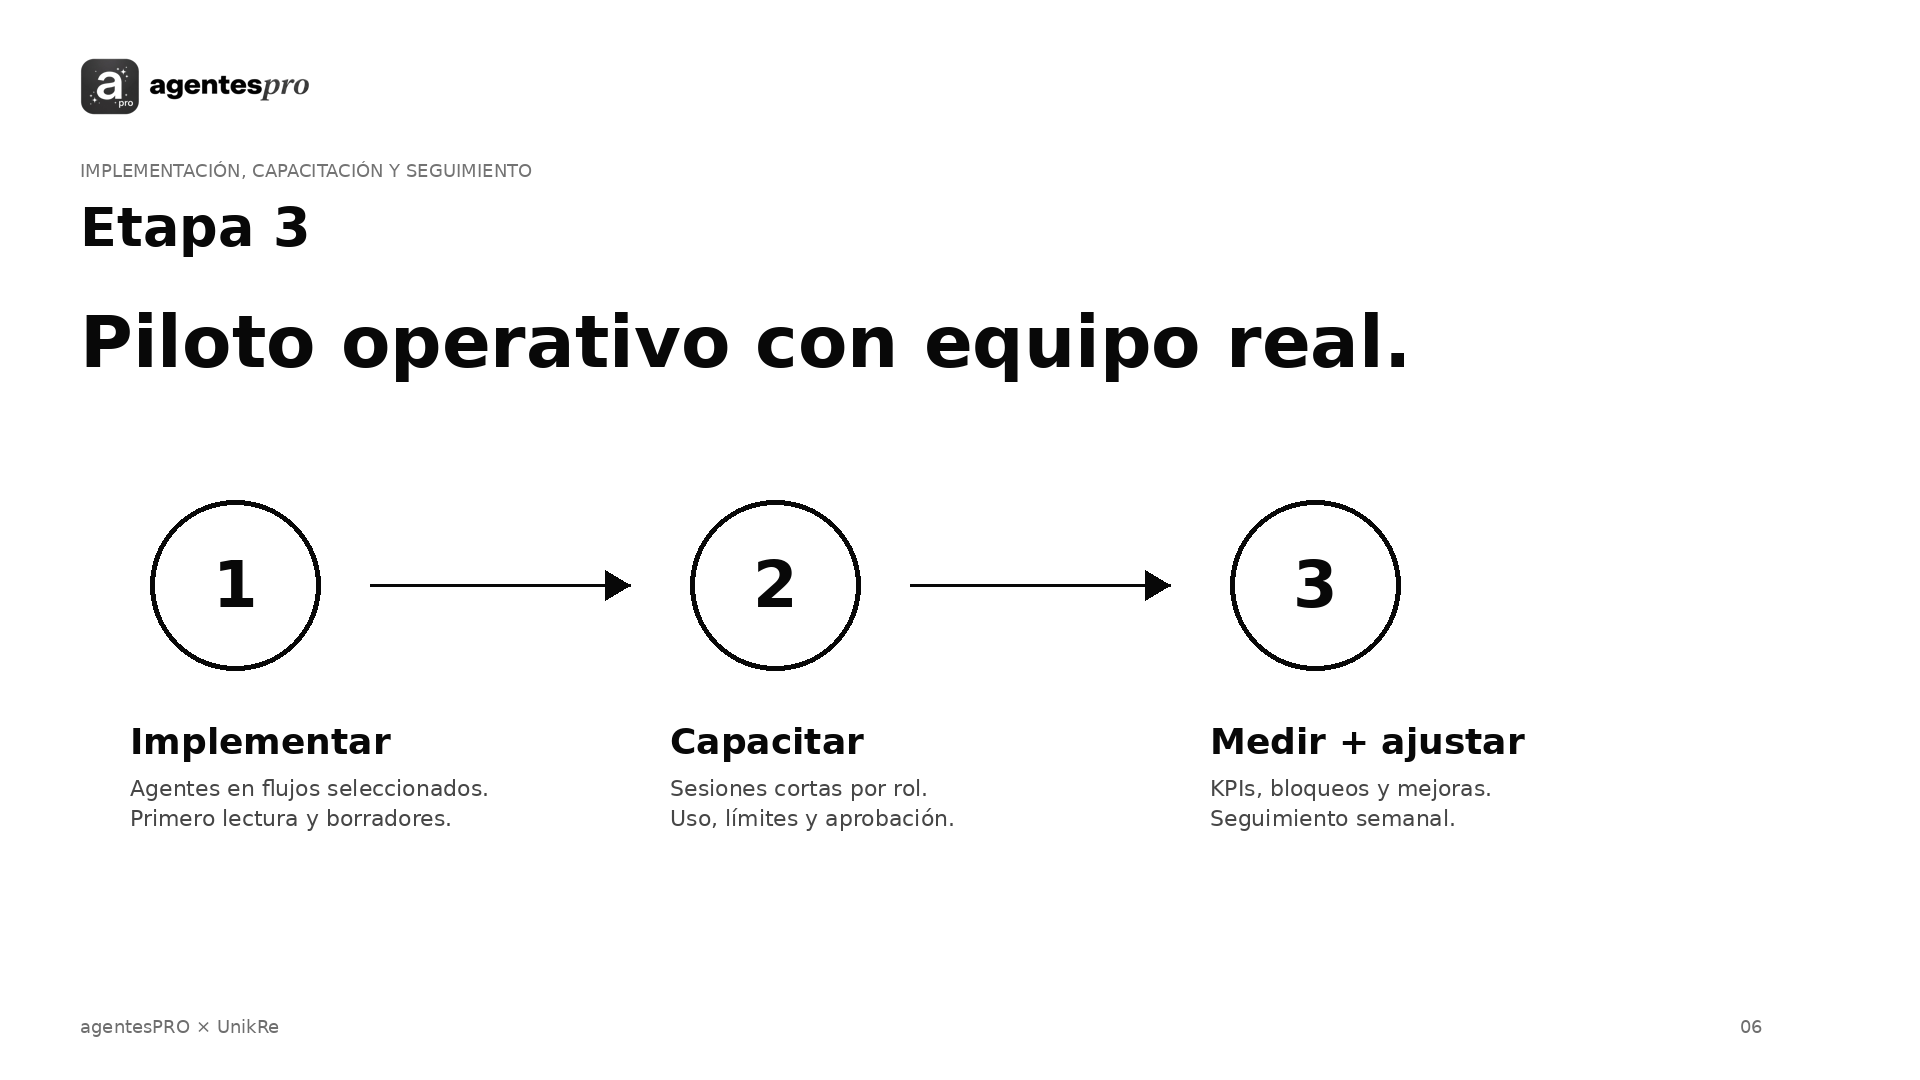 a
pro
agentespro
IMPLEMENTACIÓN, CAPACITACIÓN Y SEGUIMIENTO
Etapa 3
Piloto operativo con equipo real.
1
2
3
Implementar
Agentes en flujos seleccionados.
Primero lectura y borradores.
Capacitar
Sesiones cortas por rol.
Uso, límites y aprobación.
Medir + ajustar
KPIs, bloqueos y mejoras.
Seguimiento semanal.
agentesPRO × UnikRe
06